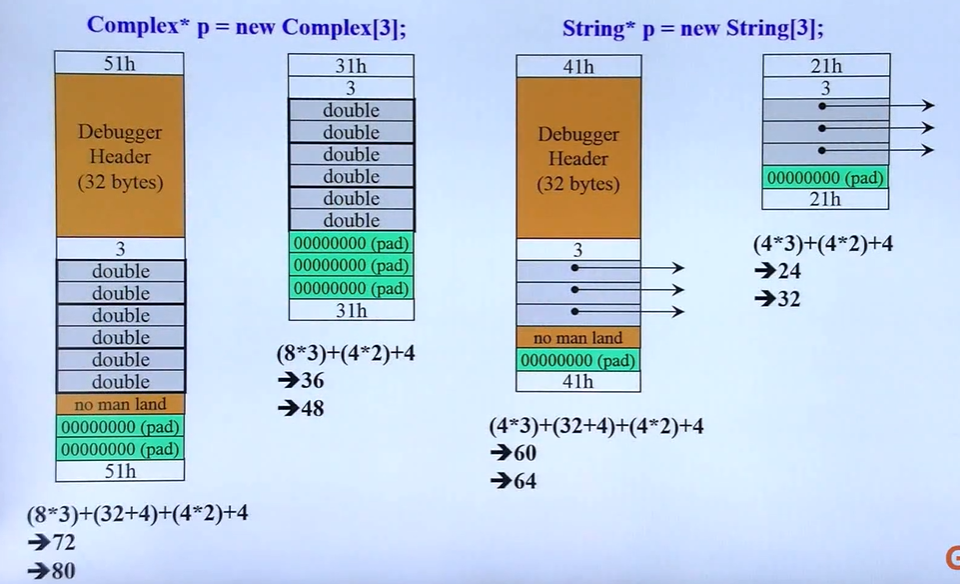 Complex* p = new Complex[3];
51h
Debugger
Header
(32 bytes)
3
double
double
double
double
double
double
no man land
00000000 (pad)
00000000 (pad)
51h
(8*3)+(32+4)+(4*2)+4
➔72
➔80
31h
3
double
double
double
double
double
double
00000000 (pad)
00000000 (pad)
00000000 (pad)
31h
(8*3)+(4*2)+4
➔36
➔48
String* p = new String[3];
41h
Debugger
Header
(32 bytes)
3
no man land
00000000 (pad)
41h
(4*3)+(32+4)+(4*2)+4
➔60
➔64
21h
3
00000000 (pad)
21h
(4*3)+(4*2)+4
➔24
➔32
G